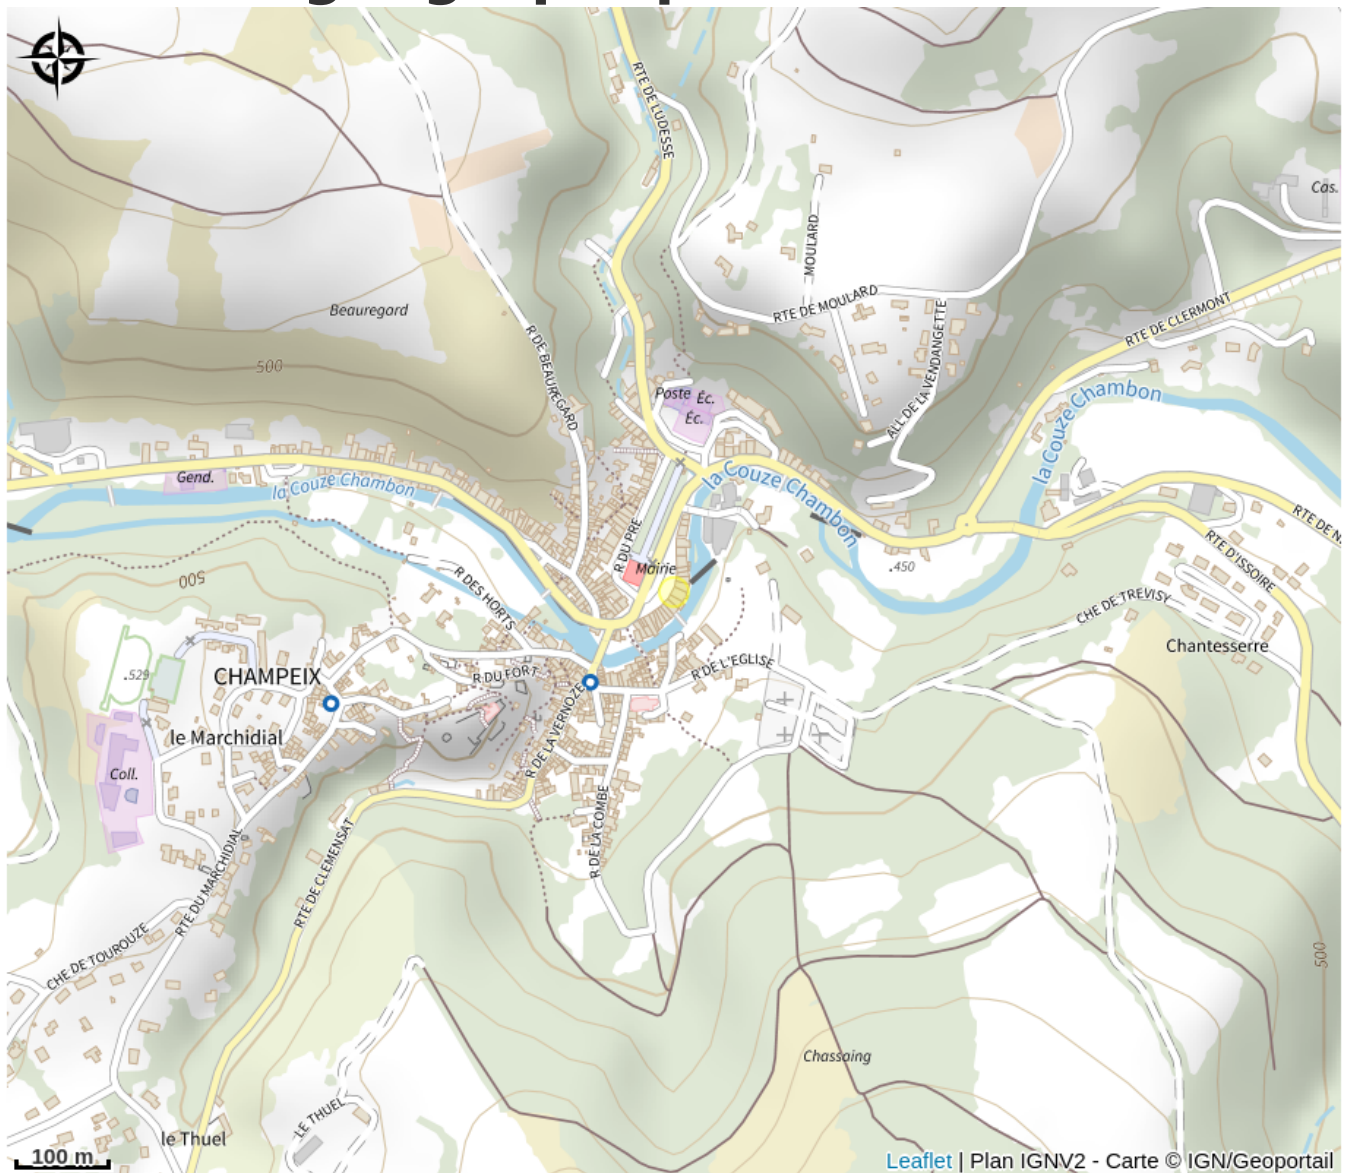 RTE DE LUDESSE
Cas.
MOULARD
Beauregard
RTE DE MOULARD
RTE DE CLERMONT
R DE BEAUREGARD
ALL DE LA VENDANGETTE
500
Poste
Éc.
Éc.
la Couze Chambon
Gend.
la Couze Chambon
la Couze Chambon
R DU PRE
RTE DE N.
Mairie
.450
RTE D'ISSOIRE
500
R DES HORTS
CHE DE TREVISY
Chantesserre
CHAMPEIX
.529
R DU FORT
R DE L'EGLISE
le Marchidial
R DE LA VERNOZE
Coll.
R DE LA COMBE
RTE DU MARCHIDIAL
RTE DE CLEMENSAT
CHE DE TOUROUZE
500
Chassaing
LE THUEL
le Thuel
100 m
Leaflet | Plan IGNV2 - Carte © IGN/Geoportail